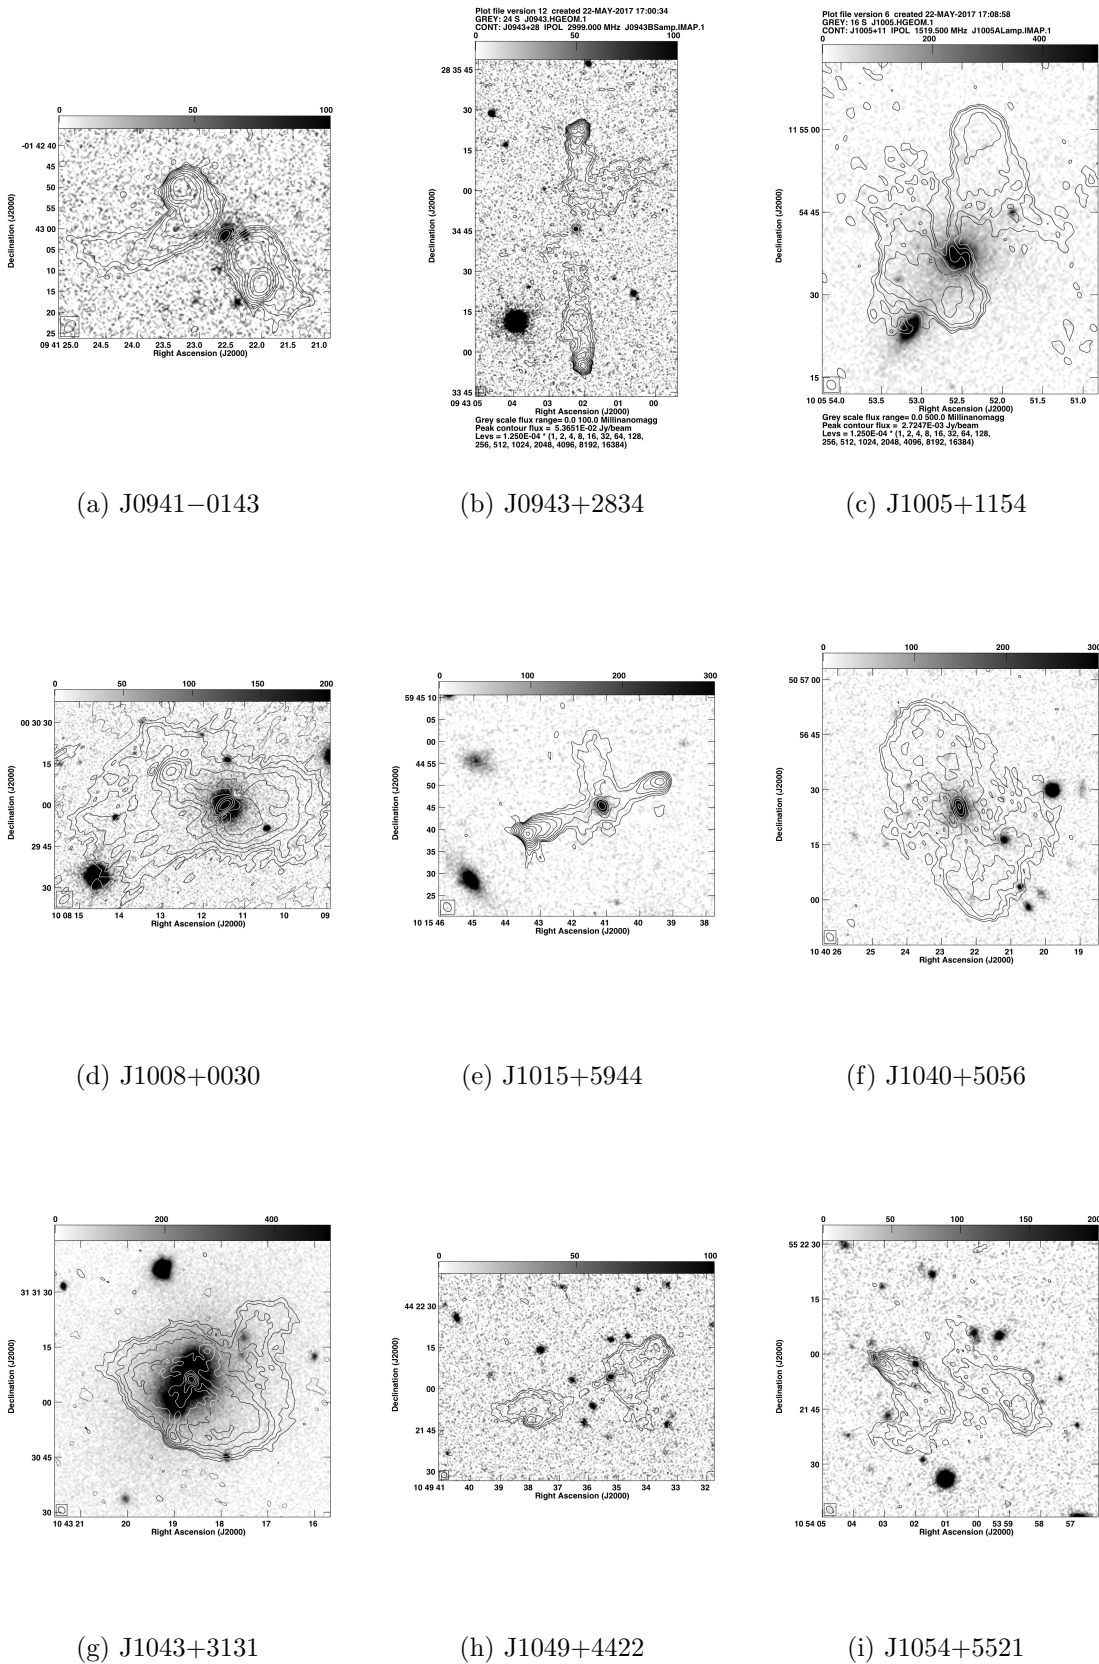 Plot file version 12 created 22-MAY-2017 17:00:34
GREY: 24 S J0943.HGEOM.1
CONT: J0943+28 IPOL 2999.000 MHz J0943BSamp.IMAP.1
0 50 100
28 35 45
30
15
00
34 45
30
15
00
33 45
Declination (J2000)
09 43 05 04 03 02 01 00
Right Ascension (J2000)
Grey scale flux range= 0.0 100.0 Millinanomagg
Peak contour flux = 5.3651E-02 Jy/beam
Levs = 1.250E-04 * (1, 2, 4, 8, 16, 32, 64, 128,
256, 512, 1024, 2048, 4096, 8192, 16384)
Plot file version 6 created 22-MAY-2017 17:08:58
GREY: 16 S J1005.HGEOM.1
CONT: J1005+11 IPOL 1519.500 MHz J1005ALamp.IMAP.1
200 400
11 55 00
54 45
30
15
Declination (J2000)
10 05 54.0 53.5 53.0 52.5 52.0 51.5 51.0
Right Ascension (J2000)
Grey scale flux range= 0.0 500.0 Millinanomagg
Peak contour flux = 2.7247E-03 Jy/beam
Levs = 1.250E-04 * (1, 2, 4, 8, 16, 32, 64, 128,
256, 512, 1024, 2048, 4096, 8192, 16384)
0 50 100
-01 42 40
45
50
55
43 00
05
10
15
20
25
Declination (J2000)
09 41 25.0 24.5 24.0 23.5 23.0 22.5 22.0 21.5 21.0
Right Ascension (J2000)
(a) J0941−0143
(b) J0943+2834
(c) J1005+1154
0 50 100 150 200
00 30 30
15
00
29 45
30
Declination (J2000)
10 08 15 14 13 12 11 10 09
Right Ascension (J2000)
0 100 200 300
59 45 10
05
00
44 55
50
45
40
35
30
25
Declination (J2000)
10 15 46 45 44 43 42 41 40 39 38
Right Ascension (J2000)
0 100 200 300
50 57 00
56 45
30
15
00
Declination (J2000)
10 40 26 25 24 23 22 21 20 19
Right Ascension (J2000)
(d) J1008+0030
(e) J1015+5944
(f) J1040+5056
0 200 400
31 31 30
15
00
30 45
30
Declination (J2000)
10 43 21 20 19 18 17 16
Right Ascension (J2000)
0 50 100
44 22 30
15
00
21 45
30
Declination (J2000)
10 49 41 40 39 38 37 36 35 34 33 32
Right Ascension (J2000)
0 50 100 150 200
55 22 30
15
00
21 45
30
Declination (J2000)
10 54 05 04 03 02 01 00 53 59 58 57
Right Ascension (J2000)
(g) J1043+3131
(h) J1049+4422
(i) J1054+5521